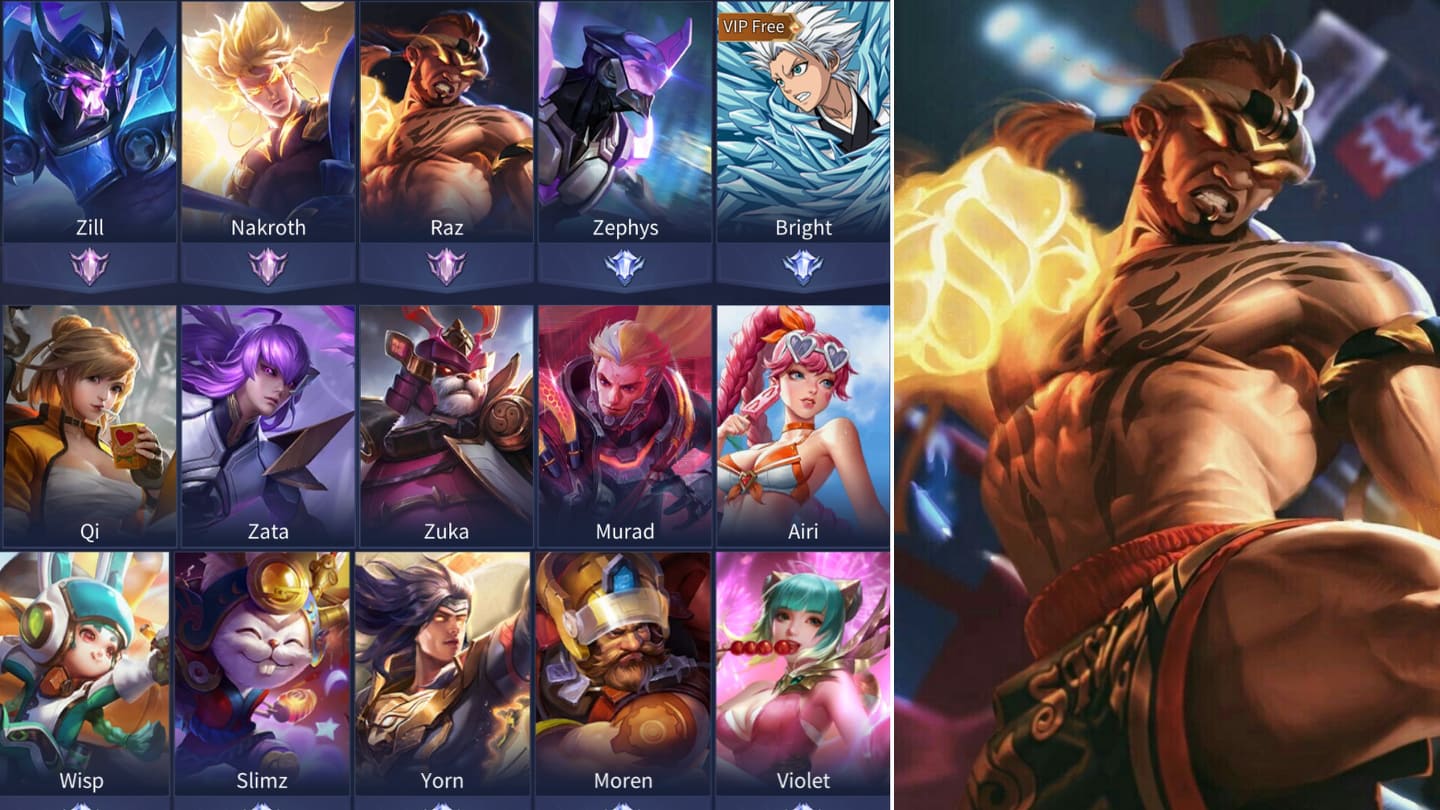 VIP Free
Zill
Nakroth
Raz
Zephys
Bright
Qi
Zata
Zuka
Murad
Airi
Wisp
Slimz
Yorn
Moren
Violet